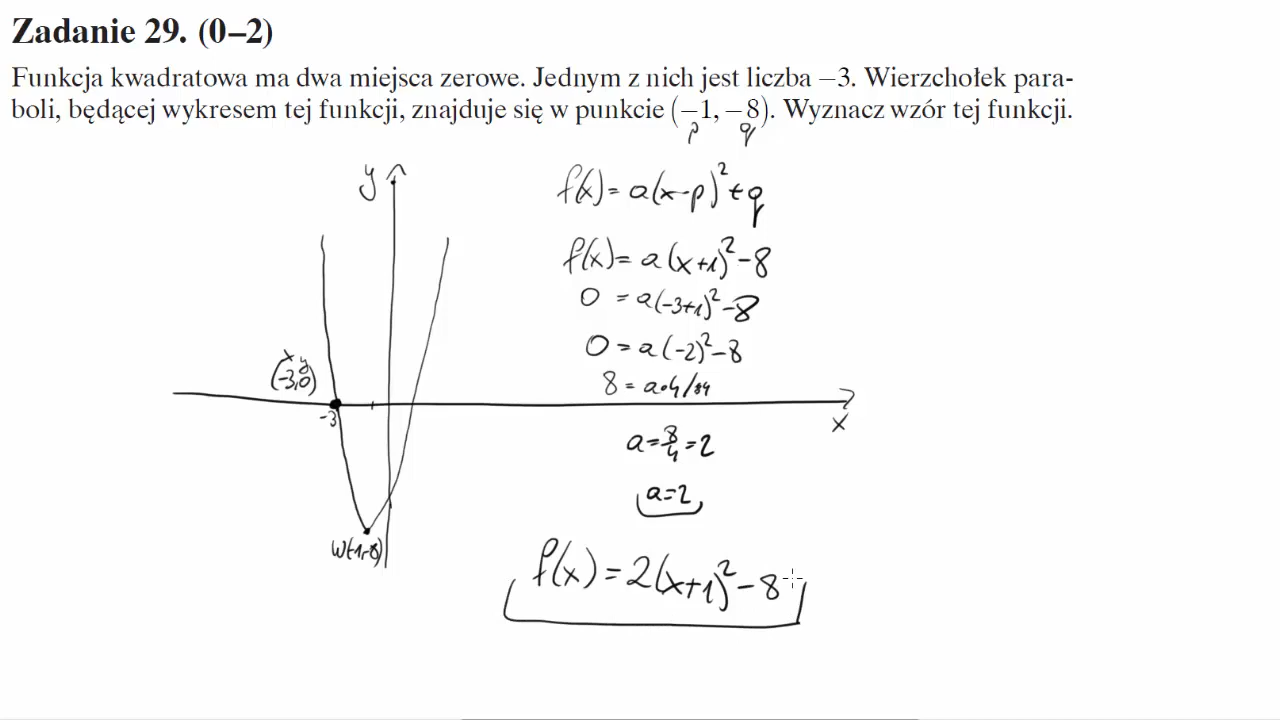 Zadanie 29. (0–2)
Funkcja kwadratowa ma dwa miejsca zerowe. Jednym z nich jest liczba −3. Wierzchołek para-
boli, będącej wykresem tej funkcji, znajduje się w punkcie (−1, −8). Wyznacz wzór tej funkcji.
p q
y
f(x) = a(x-p)²+q
f(x) = a(x+1)²-8
0 = a(-3+1)²-8
0 = a(-2)²-8
x y
(-3,0)
8 = a·4/:4
-3
x
a = 8/4 = 2
a=2
W(-1,-8)
f(x) = 2(x+1)²-8